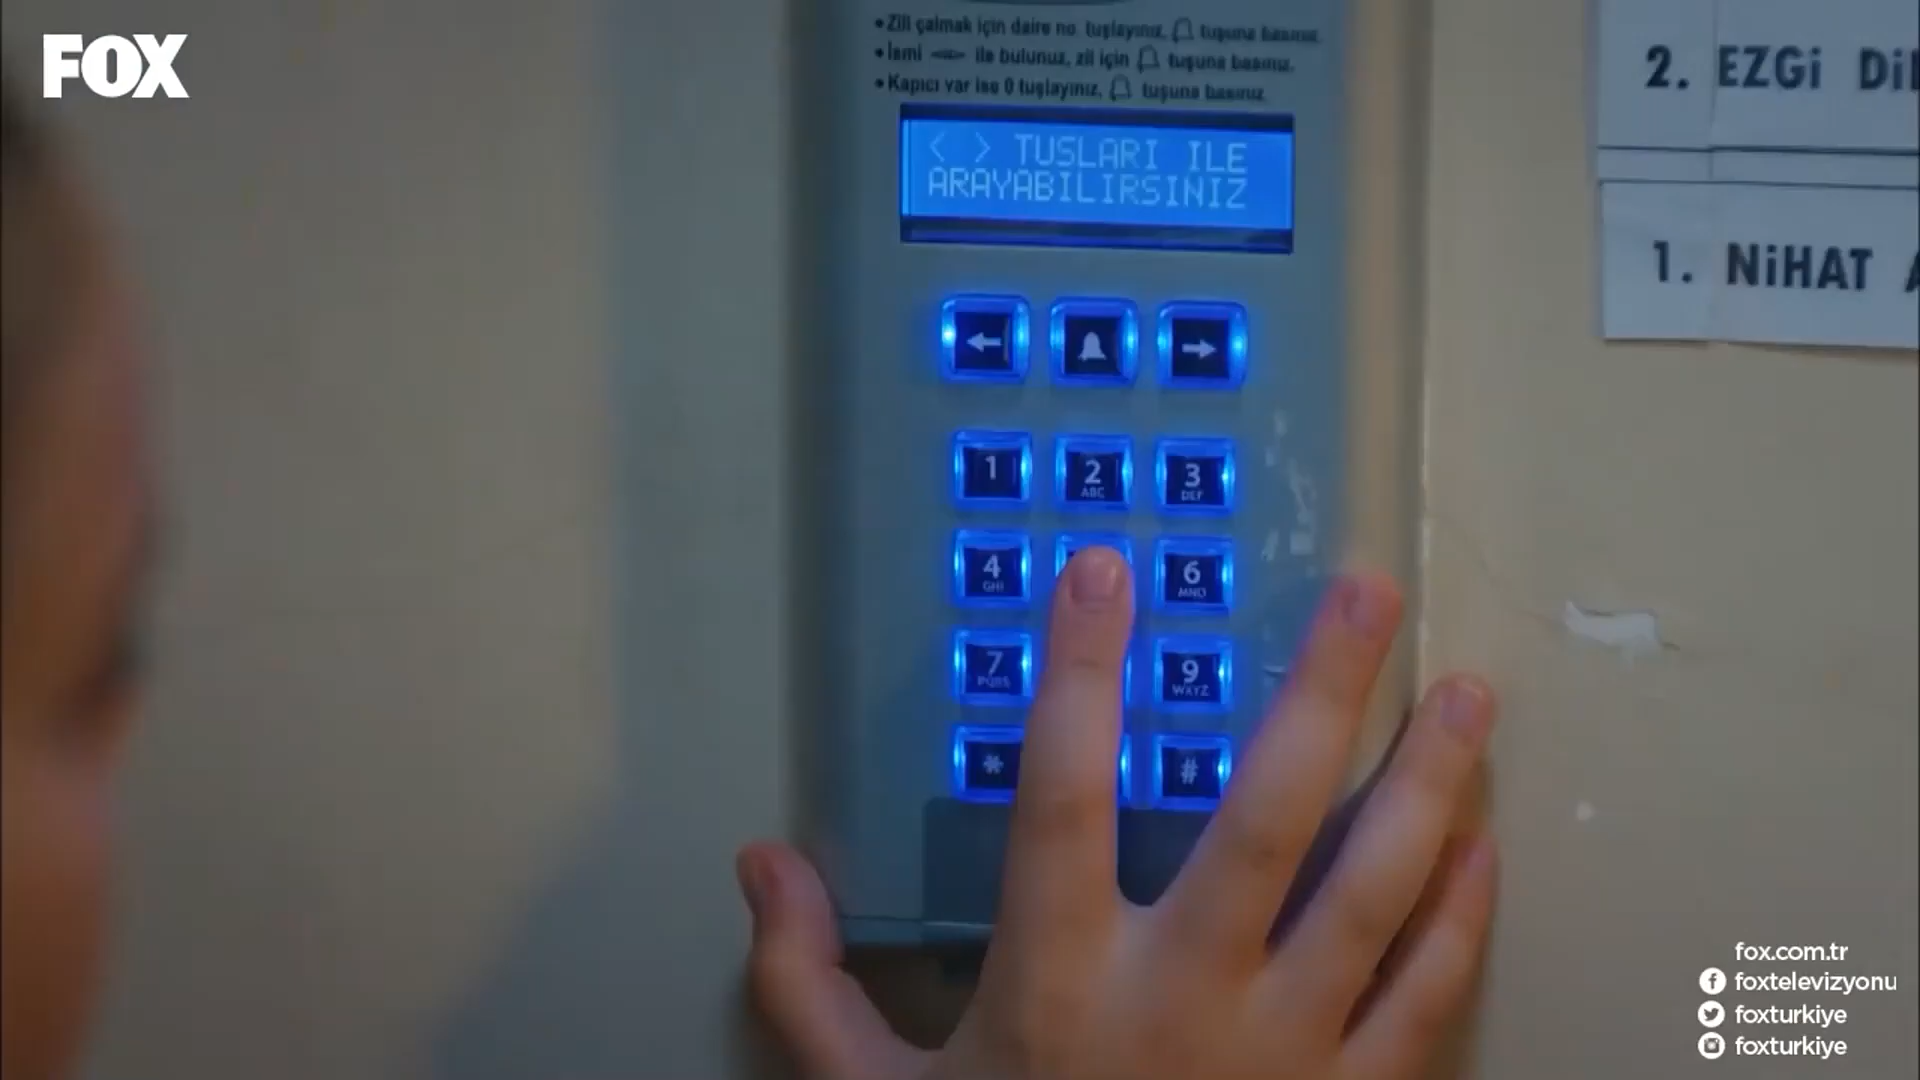 FOX
• Zili çalmak için daire no. tuşlayınız, tuşuna basınız.
• İsmi ile bulunuz, zil için tuşuna basınız.
• Kapıcı var ise 0 tuşlayınız, tuşuna basınız.
< > TUSLARI ILE
ARAYABILIRSINIZ
2. EZGİ DİL
1. NİHAT A
1
2 ABC
3 DEF
4 GHI
6 MNO
7 PQRS
9 WXYZ
* #
fox.com.tr
foxtelevizyonu
foxturkiye
foxturkiye